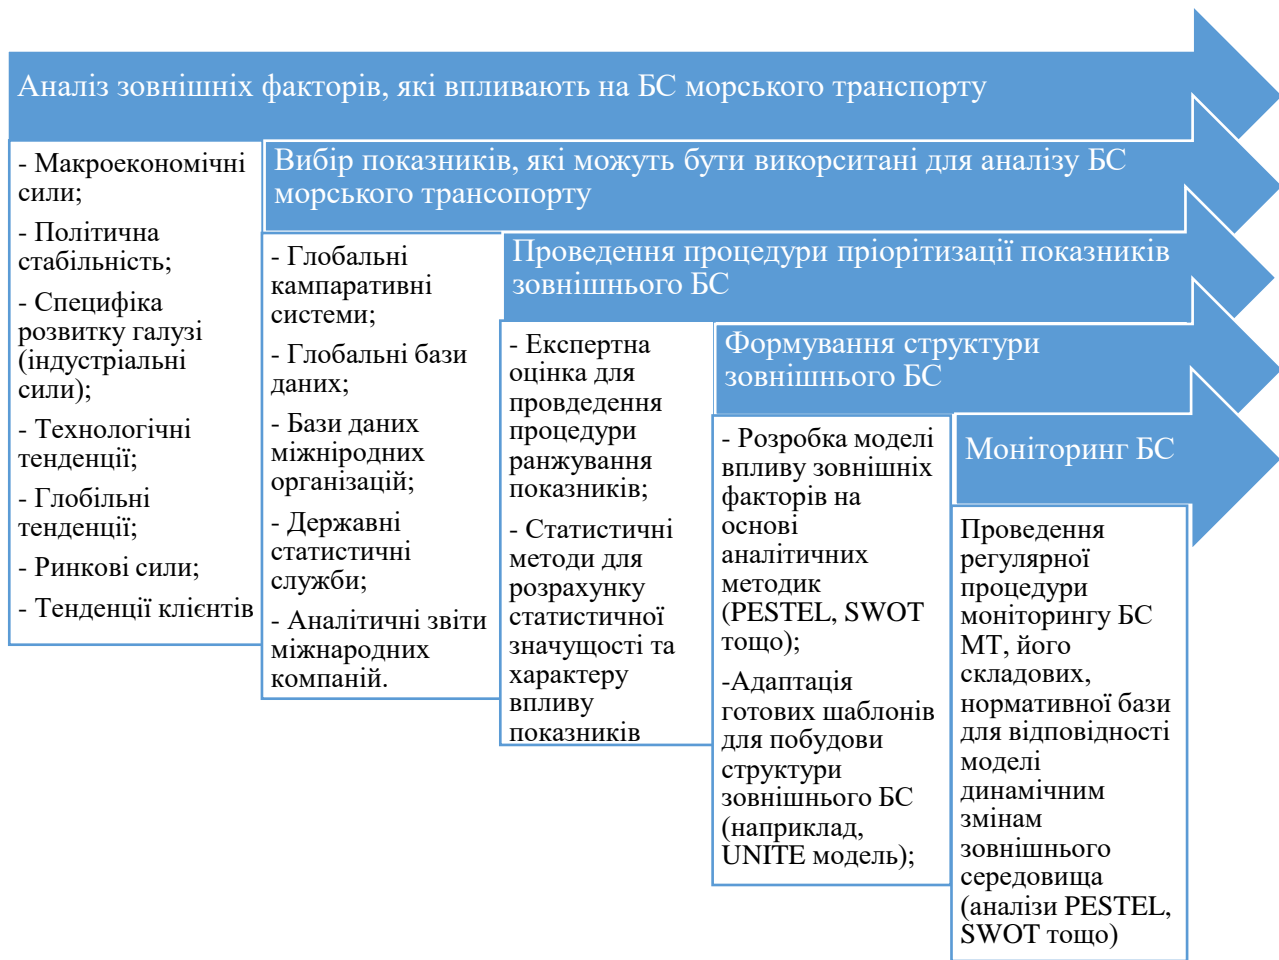 Аналіз зовнішніх факторів, які впливають на БС морського транспорту
- Макроекономічні
сили;
- Політична
стабільність;
- Специфіка
розвитку галузі
(індустріальні
сили);
- Технологічні
тенденції;
- Глобільні
тенденції;
- Ринкові сили;
- Тенденції клієнтів
Вибір показників, які можуть бути викорситані для аналізу БС
морського трансопорту
- Глобальні
кампаративні
системи;
- Глобальні бази
даних;
- Бази даних
міжніродних
організацій;
- Державні
статистичні
служби;
- Аналітичні звіти
міжнародних
компаній.
Проведення процедури пріорітизації показників
зовнішнього БС
- Експертна
оцінка для
провдедення
процедури
ранжування
показників;
- Статистичні
методи для
розрахунку
статистичної
значущості та
характеру
впливу
показників
Формування структури
зовнішнього БС
- Розробка моделі
впливу зовнішніх
факторів на
основі
аналітичних
методик
(PESTEL, SWOT
тощо);
-Адаптація
готових шаблонів
для побудови
структури
зовнішнього БС
(наприклад,
UNITE модель);
Моніторинг БС
Проведення
регулярної
процедури
моніторингу БС
МТ, його
складових,
нормативної бази
для відповідності
моделі
динамічним
змінам
зовнішнього
середовища
(аналізи PESTEL,
SWOT тощо)